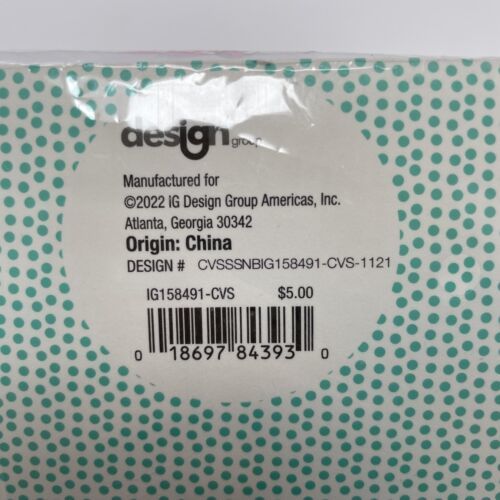 design group
Manufactured for
©2022 IG Design Group Americas, Inc.
Atlanta, Georgia 30342
Origin: China
DESIGN # CVSSSNBIG158491-CVS-1121
IG158491-CVS $5.00
0 18697 84393 0